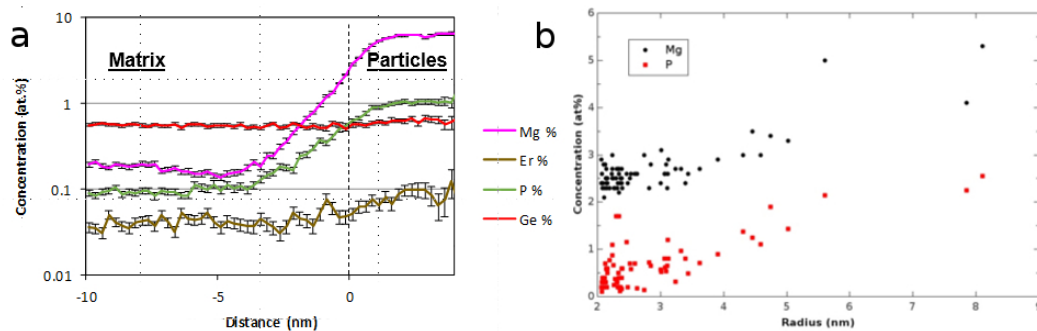 a
Concentration (at.%)
10
1
0.1
0.01
Matrix
Particles
-10
-5
0
Distance (nm)
Mg %
Er %
P %
Ge %
b
Concentration (at%)
6
5
4
3
2
1
0
Mg
P
2
3
4
5
6
7
8
9
Radius (nm)